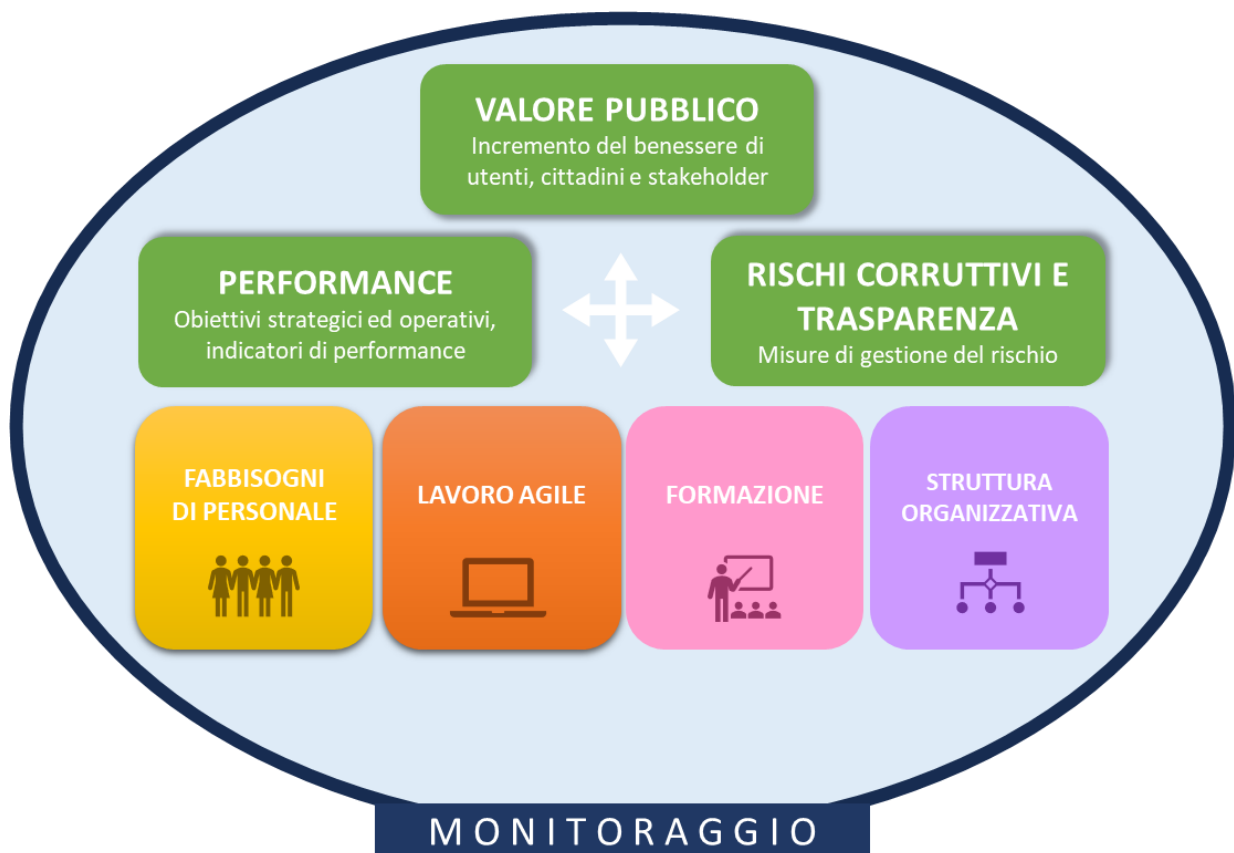 VALORE PUBBLICO
Incremento del benessere di
utenti, cittadini e stakeholder
PERFORMANCE
Obiettivi strategici ed operativi,
indicatori di performance
RISCHI CORRUTTIVI E
TRASPARENZA
Misure di gestione del rischio
FABBISOGNI
DI PERSONALE
LAVORO AGILE
FORMAZIONE
STRUTTURA
ORGANIZZATIVA
MONITORAGGIO